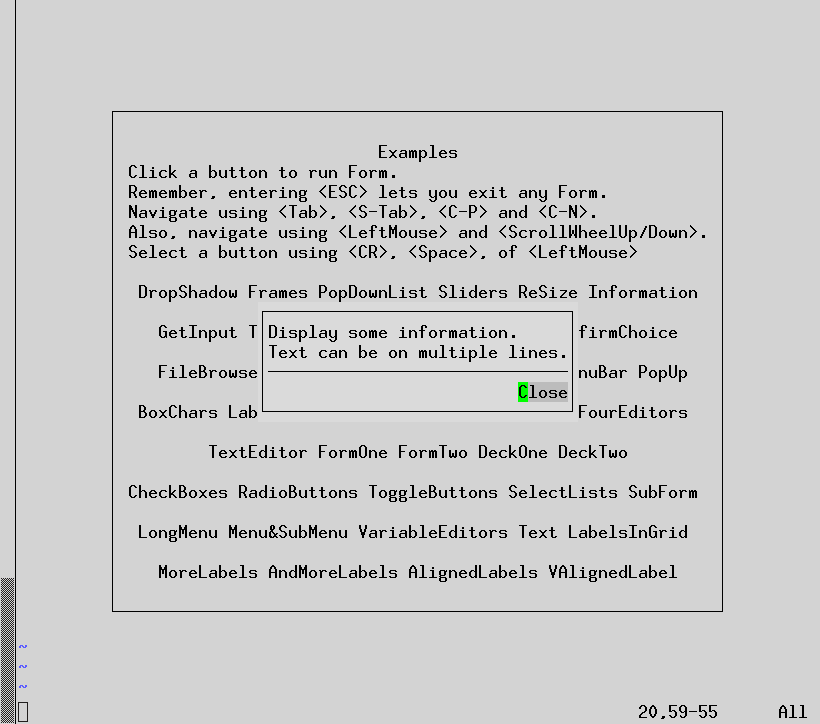 Examples
Click a button to run Form.
Remember, entering <ESC> lets you exit any Form.
Navigate using <Tab>, <S-Tab>, <C-P> and <C-N>.
Also, navigate using <LeftMouse> and <ScrollWheelUp/Down>.
Select a button using <CR>, <Space>, of <LeftMouse>
DropShadow Frames PopDownList Sliders ReSize Information
GetInput T
Display some information.
firmChoice
Text can be on multiple lines.
FileBrowse
nuBar PopUp
Close
BoxChars Lab
FourEditors
TextEditor FormOne FormTwo DeckOne DeckTwo
CheckBoxes RadioButtons ToggleButtons SelectLists SubForm
LongMenu Menu&SubMenu VariableEditors Text LabelsInGrid
MoreLabels AndMoreLabels AlignedLabels VAlignedLabel
~
~
~
20,59-55 All